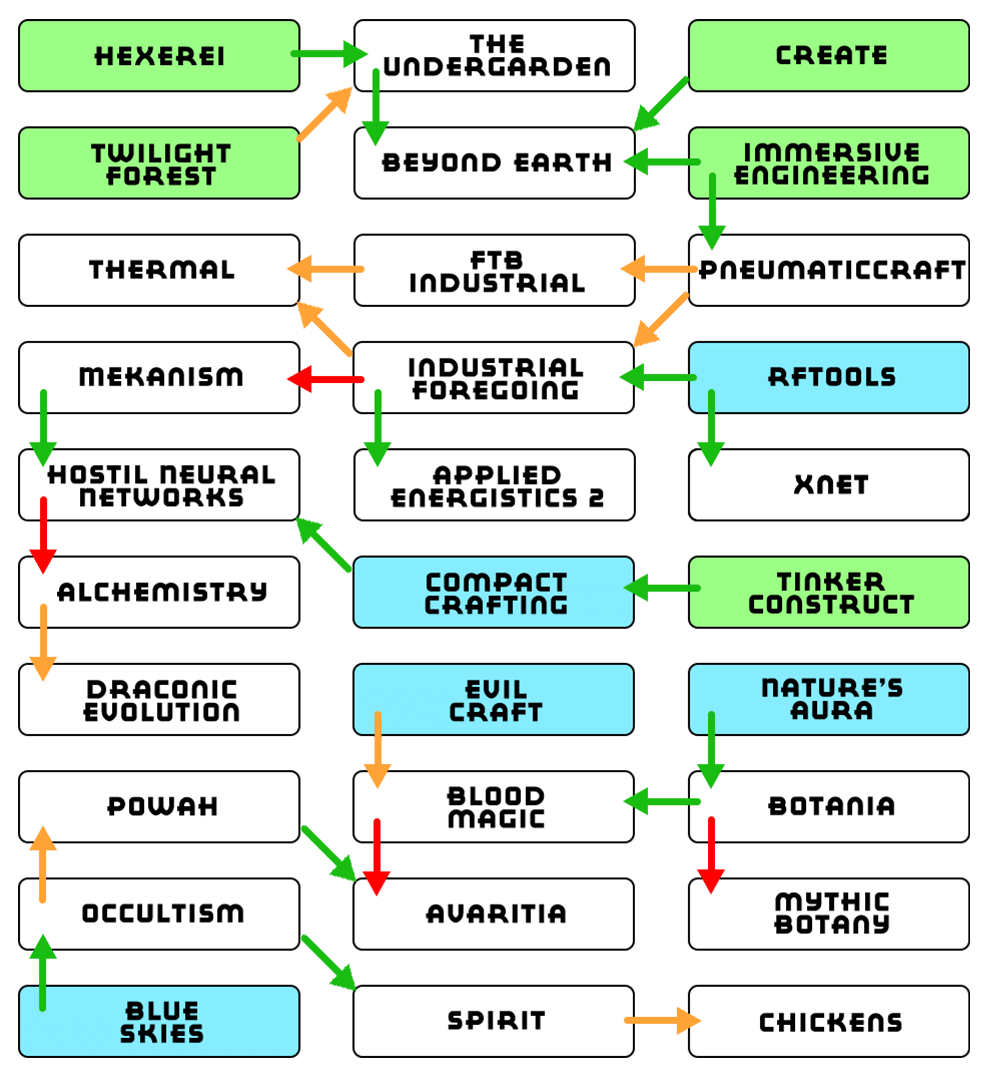 HEXEREI
THE
UNDERGARDEN
CREATE
TWILIGHT
FOREST
BEYOND EARTH
IMMERSIVE
ENGINEERING
THERMAL
FTB
INDUSTRIAL
PNEUMATICCRAFT
MEKANISM
INDUSTRIAL
FOREGOING
RFTOOLS
HOSTIL NEURAL
NETWORKS
APPLIED
ENERGISTICS 2
XNET
ALCHEMISTRY
COMPACT
CRAFTING
TINKER
CONSTRUCT
DRACONIC
EVOLUTION
EVIL
CRAFT
NATURE'S
AURA
POWAH
BLOOD
MAGIC
BOTANIA
OCCULTISM
AVARITIA
MYTHIC
BOTANY
BLUE
SKIES
SPIRIT
CHICKENS